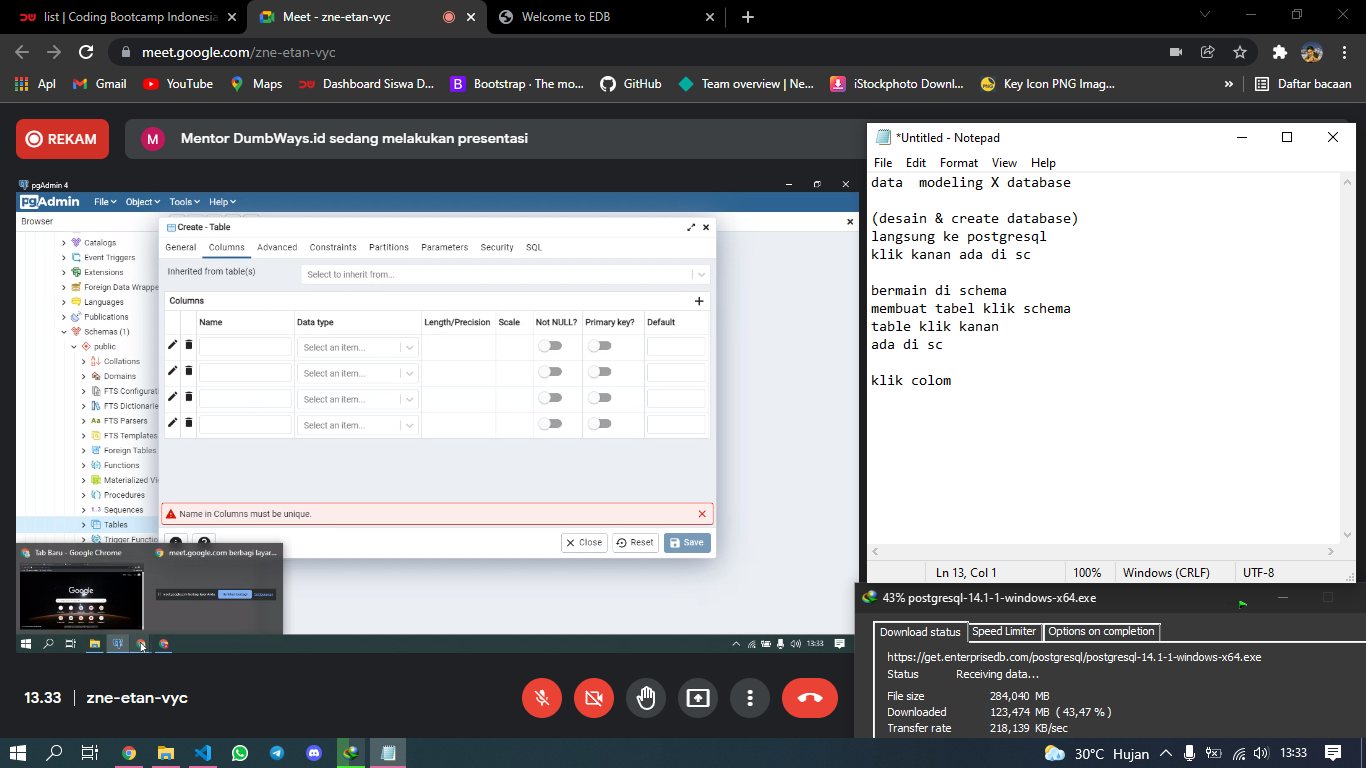 list | Coding Bootcamp Indonesia
Meet - zne-etan-vyc
Welcome to EDB
meet.google.com/zne-etan-vyc
Apl
Gmail
YouTube
Maps
Dashboard Siswa D...
Bootstrap · The mo...
GitHub
Team overview | Ne...
iStockphoto Downl...
Key Icon PNG Imag...
»
Daftar bacaan
REKAM
M
Mentor DumbWays.id sedang melakukan presentasi
pgAdmin 4
pgAdmin
File
Object
Tools
Help
Browser
Catalogs
Event Triggers
Extensions
Foreign Data Wrappe
Languages
Publications
Schemas (1)
public
Collations
Domains
FTS Configurati
FTS Dictionarie
FTS Parsers
FTS Templates
Foreign Tables
Functions
Materialized Vi
Procedures
Sequences
Tables
Trigger Functio
Create - Table
General
Columns
Advanced
Constraints
Partitions
Parameters
Security
SQL
Inherited from table(s)
Select to inherit from...
Columns
Name
Data type
Length/Precision
Scale
Not NULL?
Primary key?
Default
Select an item...
Select an item...
Select an item...
Select an item...
Name in Columns must be unique.
Close
Reset
Save
Tab Baru - Google Chrome
meet.google.com berbagi layar...
Google
13:33
13.33
zne-etan-vyc
*Untitled - Notepad
File
Edit
Format
View
Help
data  modeling X database
(desain & create database)
langsung ke postgresql
klik kanan ada di sc
bermain di schema
membuat tabel klik schema
table klik kanan
ada di sc
klik colom
Ln 13, Col 1
100%
Windows (CRLF)
UTF-8
43% postgresql-14.1-1-windows-x64.exe
Download status
Speed Limiter
Options on completion
https://get.enterprisedb.com/postgresql/postgresql-14.1-1-windows-x64.exe
Status Receiving data...
File size 284,040 MB
Downloaded 123,474 MB ( 43,47 % )
Transfer rate 218,139 KB/sec
30°C Hujan
13:33